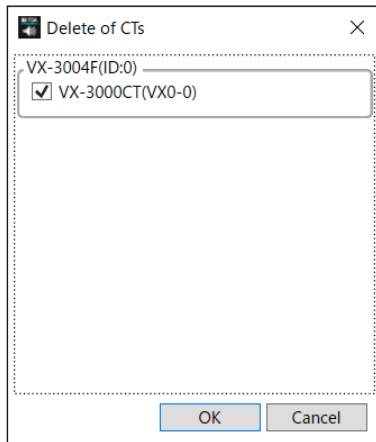 Delete of CTs
VX-3004F(ID:0)
VX-3000CT(VX0-0)
OK
Cancel